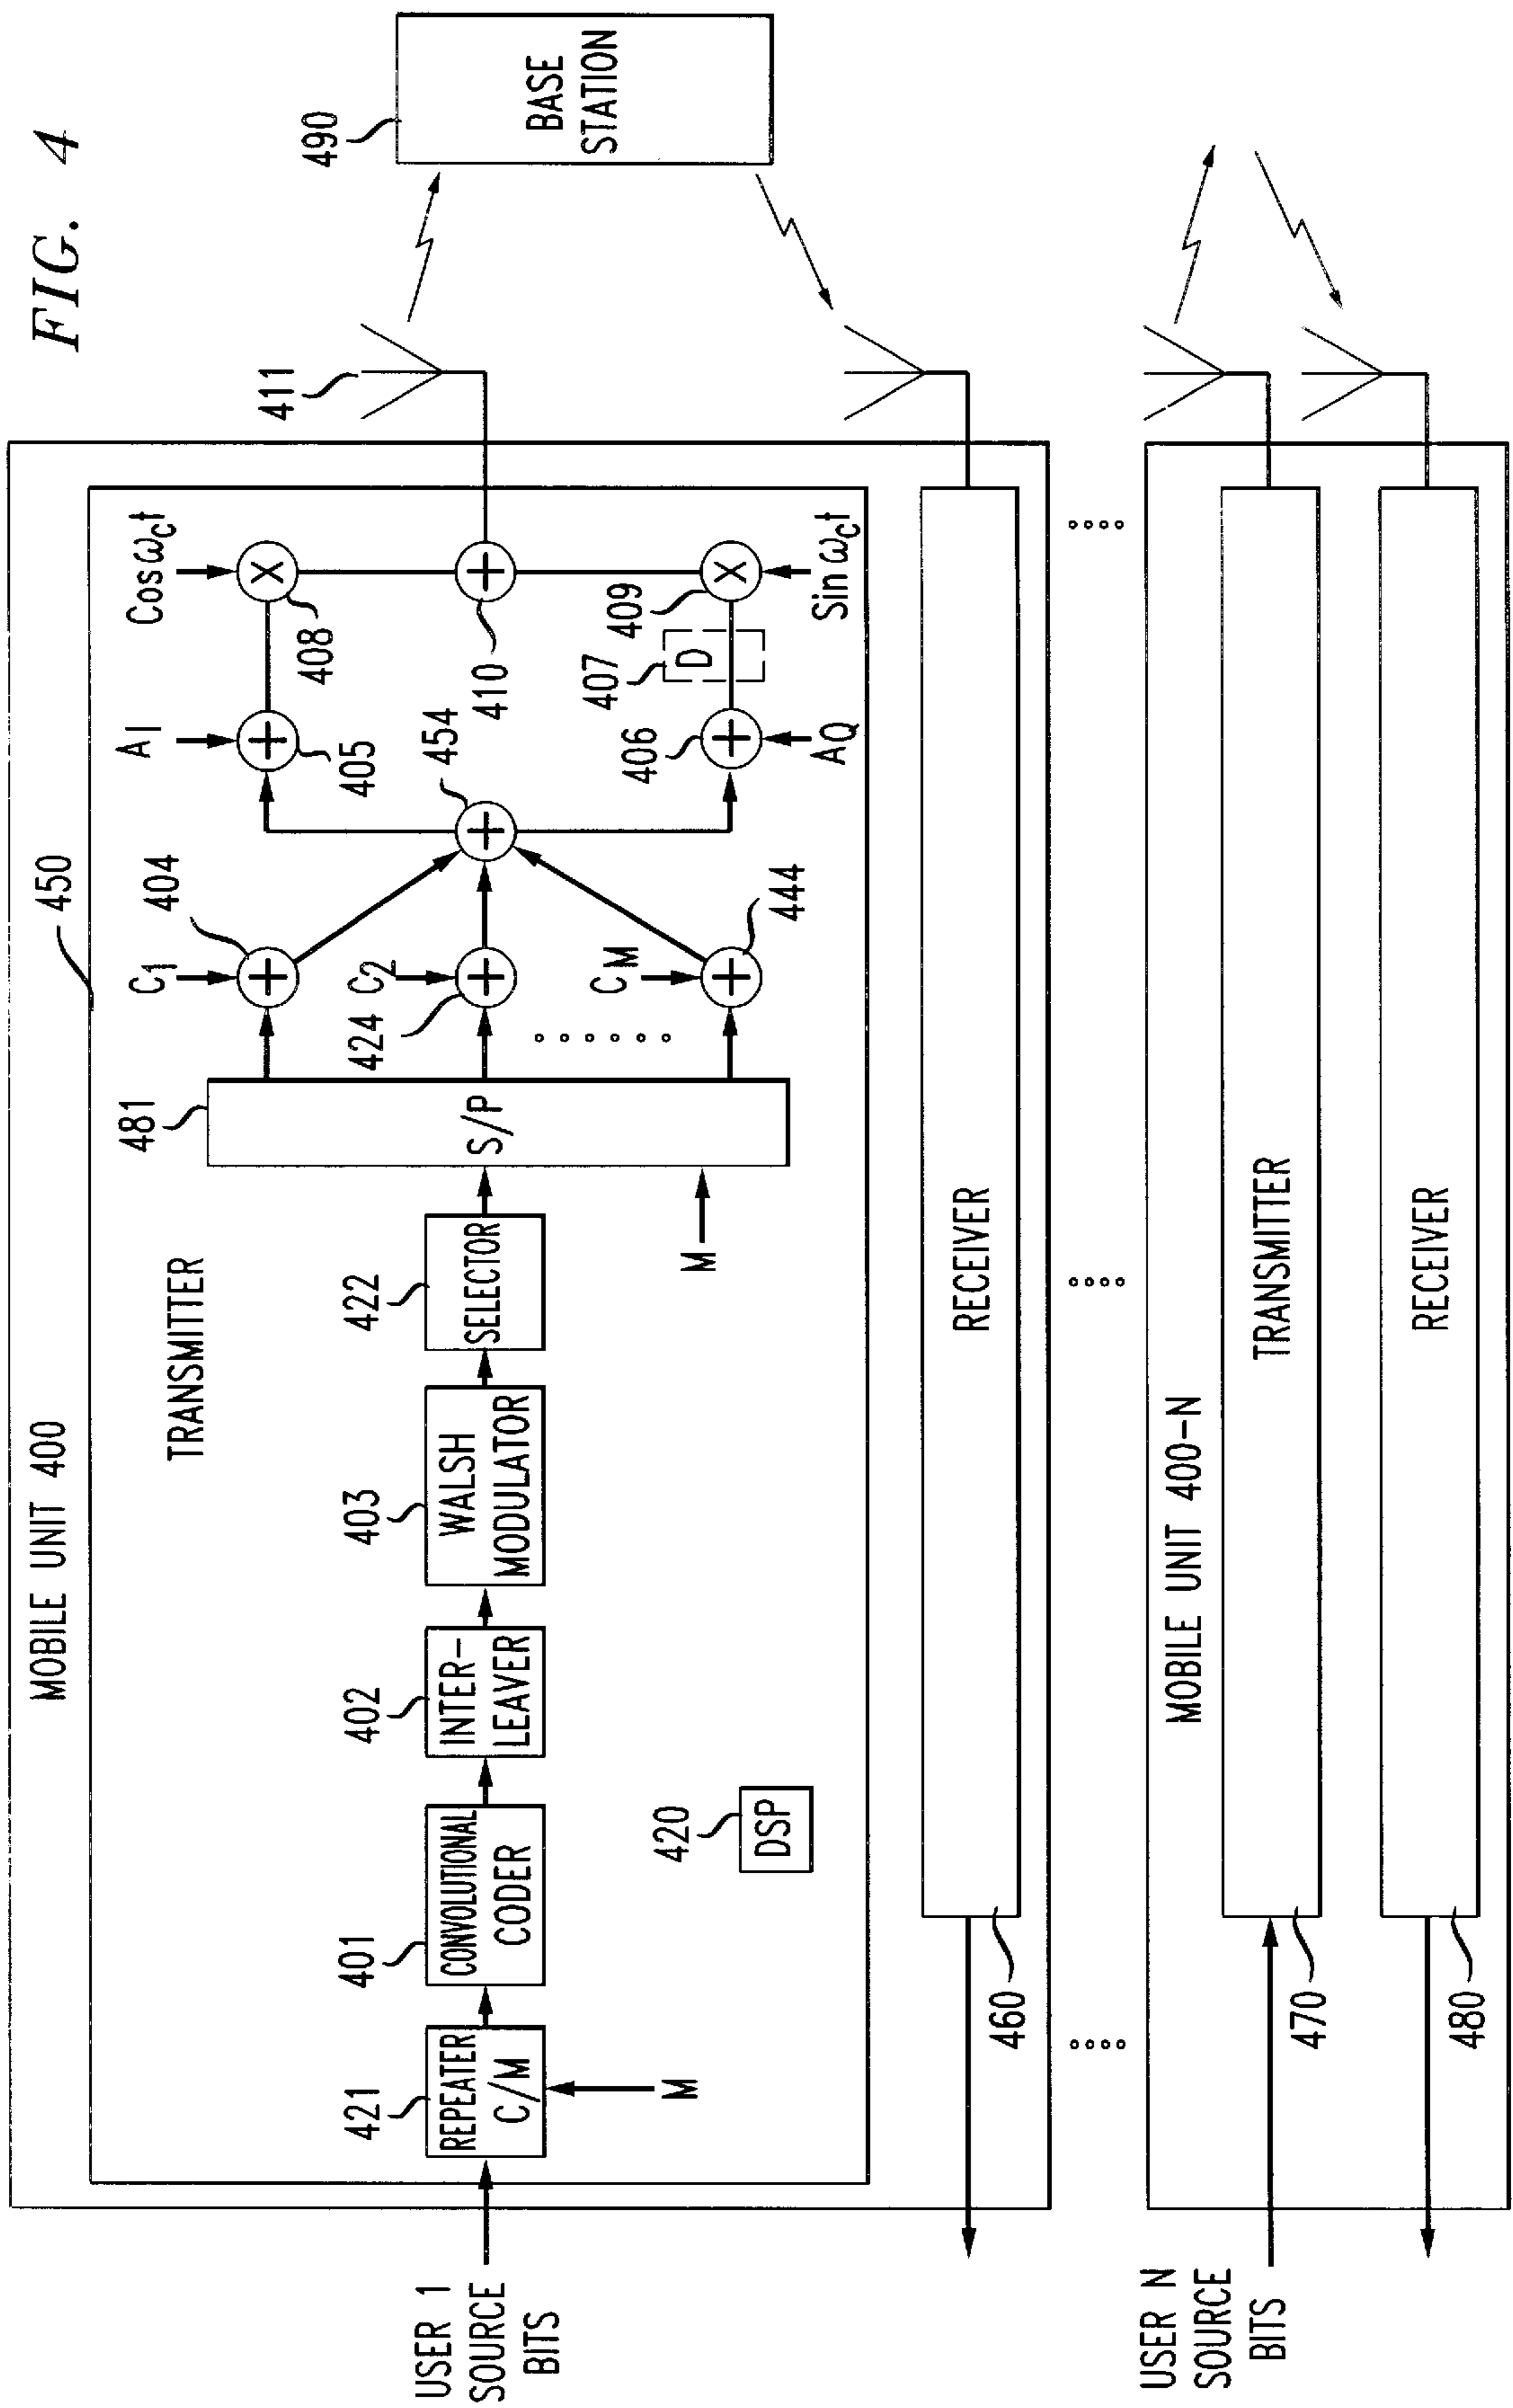 FIG. 4
MOBILE UNIT 400
450
TRANSMITTER
USER 1
SOURCE
BITS
421
REPEATER
C/M
M
401
CONVOLUTIONAL
CODER
402
INTER-
LEAVER
403
WALSH
MODULATOR
422
SELECTOR
481
S/P
M
420
DSP
C1
404
C2
424
CM
444
454
AI
405
406
AQ
407
D
Cos ωct
408
410
409
Sin ωct
411
490
BASE
STATION
RECEIVER
460
MOBILE UNIT 400-N
USER N
SOURCE
BITS
TRANSMITTER
470
RECEIVER
480